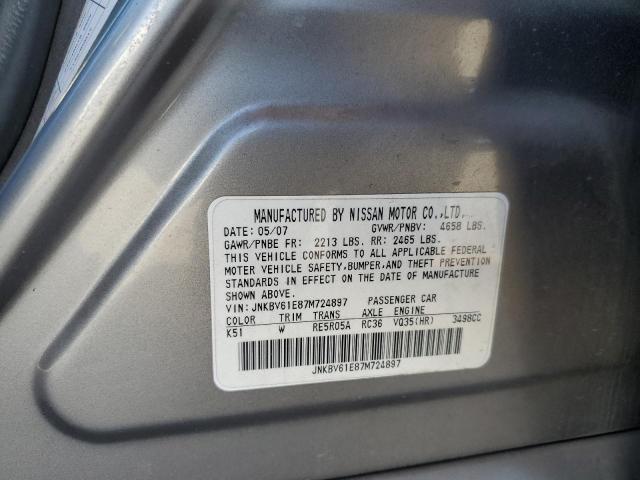 MANUFACTURED BY NISSAN MOTOR CO.,LTD.
DATE: 05/07 GVWR/PNBV: 4658 LBS.
GAWR/PNBE FR: 2213 LBS. RR: 2465 LBS.
THIS VEHICLE CONFORMS TO ALL APPLICABLE FEDERAL
MOTOR VEHICLE SAFETY,BUMPER,AND THEFT PREVENTION
STANDARDS IN EFFECT ON THE DATE OF MANUFACTURE
SHOWN ABOVE.
VIN: JNKBV61E87M724897 PASSENGER CAR
COLOR TRIM TRANS AXLE ENGINE
K51 W RE5R05A RC36 VQ35(HR) 3498CC
JNKBV61E87M724897